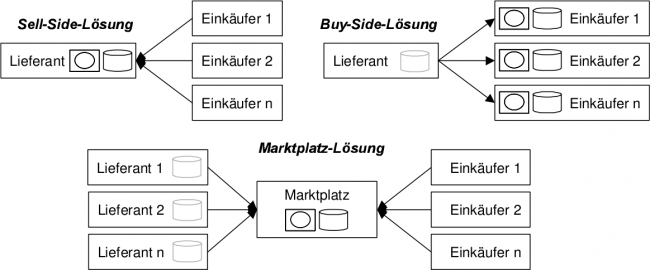 Sell-Side-Lösung
Einkäufer 1
Lieferant
Einkäufer 2
Einkäufer n
Buy-Side-Lösung
Einkäufer 1
Lieferant
Einkäufer 2
Einkäufer n
Marktplatz-Lösung
Lieferant 1
Lieferant 2
Lieferant n
Marktplatz
Einkäufer 1
Einkäufer 2
Einkäufer n